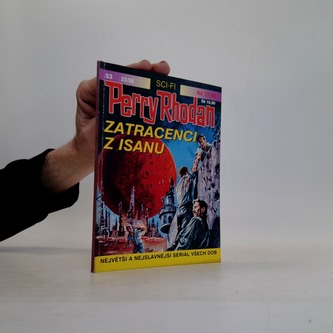 SCI-FI
53
Perry Rhodan
ZATRACENCI
Z ISANU
NEJVĚTŠÍ A NEJSLAVNĚJŠÍ SERIÁL VŠECH DOB